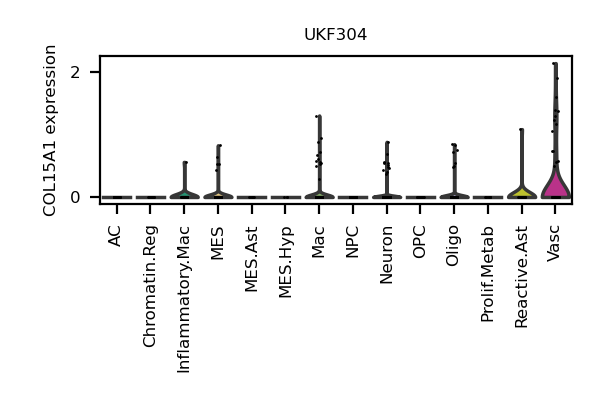 UKF304
COL15A1 expression
2
0
AC
Chromatin.Reg
Inflammatory.Mac
MES
MES.Ast
MES.Hyp
Mac
NPC
Neuron
OPC
Oligo
Prolif.Metab
Reactive.Ast
Vasc